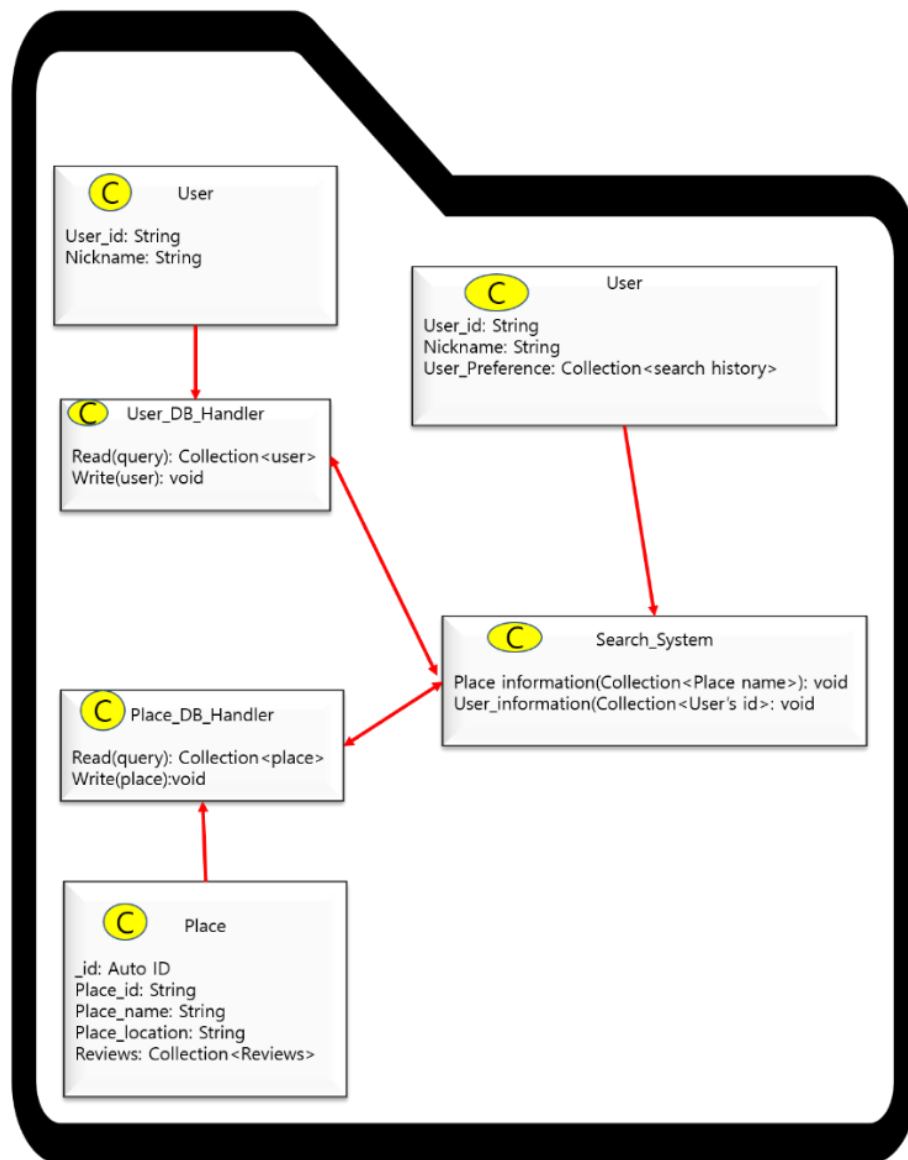 C
User
User_id: String
Nickname: String
C
User
User_id: String
Nickname: String
User_Preference: Collection<search history>
C
User_DB_Handler
Read(query): Collection<user>
Write(user): void
C
Search_System
Place information(Collection<Place name>): void
User_information(Collection<User's id>: void
C
Place_DB_Handler
Read(query): Collection<place>
Write(place):void
C
Place
_id: Auto ID
Place_id: String
Place_name: String
Place_location: String
Reviews: Collection<Reviews>